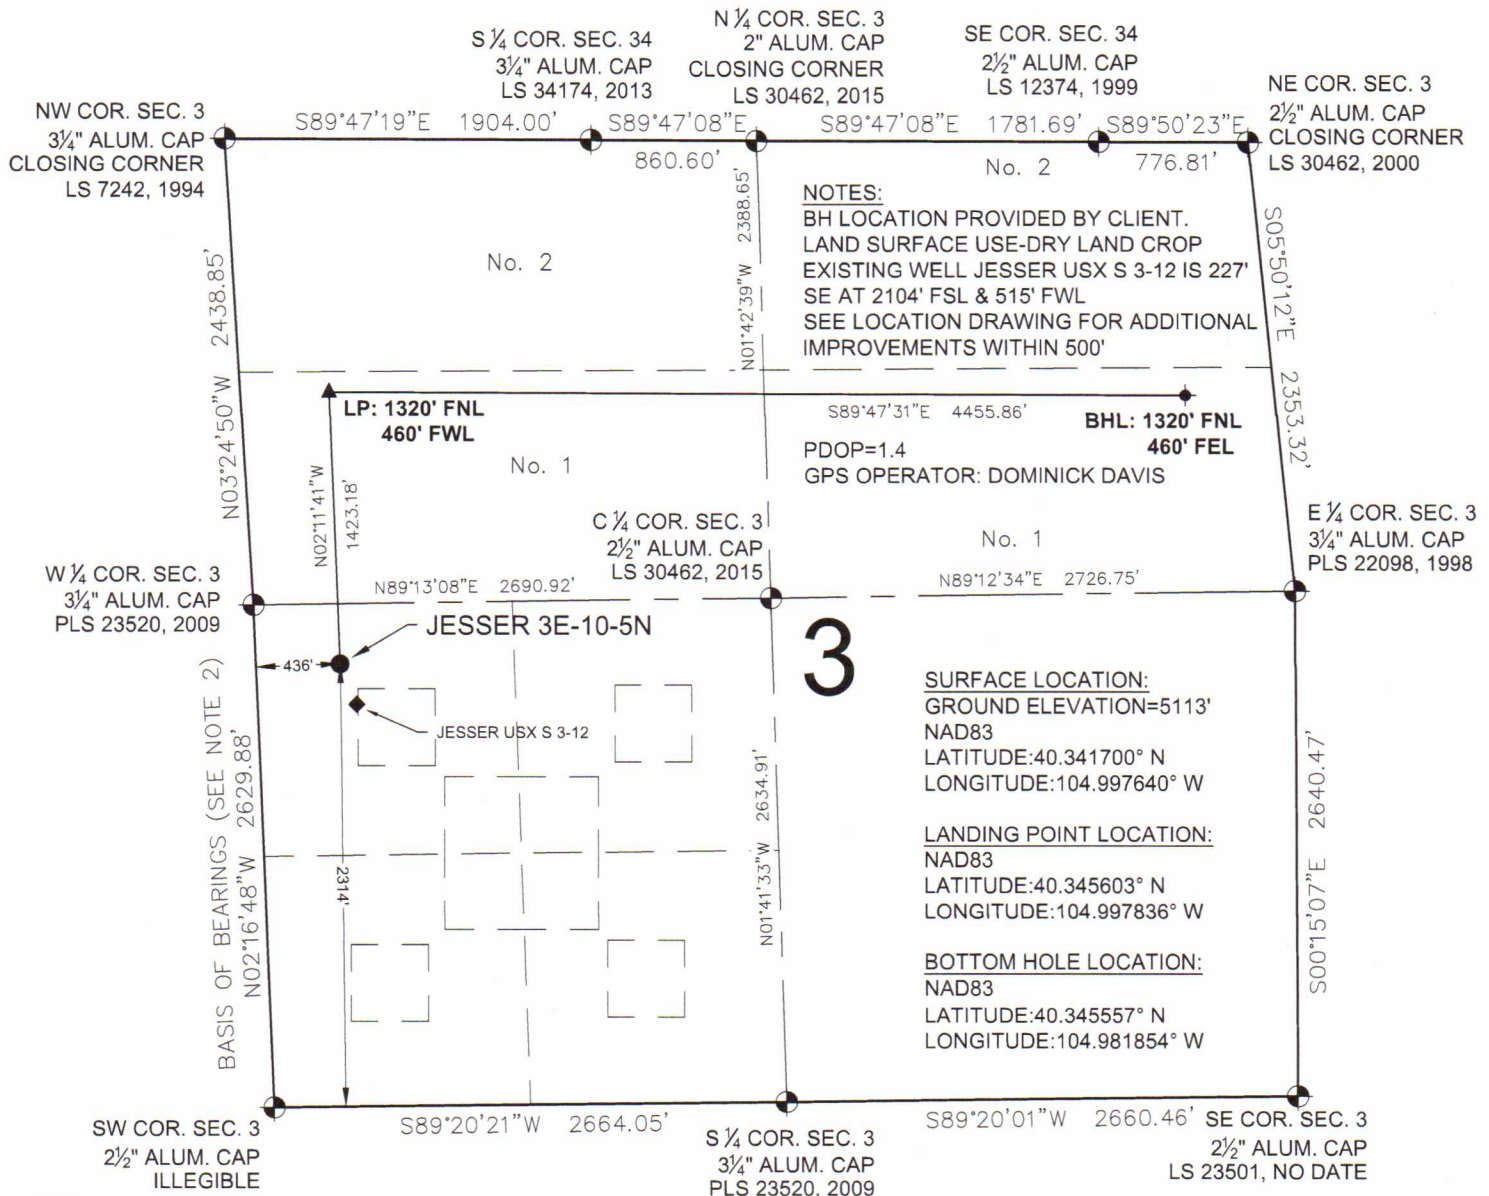 N ¼ COR. SEC. 3
2" ALUM. CAP
CLOSING CORNER
LS 30462, 2015
S ¼ COR. SEC. 34
3¼" ALUM. CAP
LS 34174, 2013
SE COR. SEC. 34
2½" ALUM. CAP
LS 12374, 1999
NE COR. SEC. 3
2½" ALUM. CAP
CLOSING CORNER
LS 30462, 2000
NW COR. SEC. 3
3¼" ALUM. CAP
CLOSING CORNER
LS 7242, 1994
S89°47'19"E 1904.00'
S89°47'08"E
860.60'
S89°47'08"E 1781.69'
S89°50'23"E
776.81'
No. 2
No. 2
NOTES:
BH LOCATION PROVIDED BY CLIENT.
LAND SURFACE USE-DRY LAND CROP
EXISTING WELL JESSER USX S 3-12 IS 227'
SE AT 2104' FSL & 515' FWL
SEE LOCATION DRAWING FOR ADDITIONAL
IMPROVEMENTS WITHIN 500'
N03°24'50"W 2438.85'
N01°42'39"W 2388.65'
S05°50'12"E 2353.32'
LP: 1320' FNL
460' FWL
S89°47'31"E 4455.86'
BHL: 1320' FNL
460' FEL
PDOP=1.4
GPS OPERATOR: DOMINICK DAVIS
No. 1
No. 1
N02°11'41"W
1423.18'
C ¼ COR. SEC. 3
2½" ALUM. CAP
LS 30462, 2015
E ¼ COR. SEC. 3
3¼" ALUM. CAP
PLS 22098, 1998
W ¼ COR. SEC. 3
3¼" ALUM. CAP
PLS 23520, 2009
N89°13'08"E 2690.92'
N89°12'34"E 2726.75'
JESSER 3E-10-5N
436'
3
JESSER USX S 3-12
2314'
BASIS OF BEARINGS (SEE NOTE 2)
N02°16'48"W 2629.88'
N01°41'33"W 2634.91'
S00°15'07"E 2640.47'
SURFACE LOCATION:
GROUND ELEVATION=5113'
NAD83
LATITUDE:40.341700° N
LONGITUDE:104.997640° W
LANDING POINT LOCATION:
NAD83
LATITUDE:40.345603° N
LONGITUDE:104.997836° W
BOTTOM HOLE LOCATION:
NAD83
LATITUDE:40.345557° N
LONGITUDE:104.981854° W
SW COR. SEC. 3
2½" ALUM. CAP
ILLEGIBLE
S89°20'21"W 2664.05'
S ¼ COR. SEC. 3
3¼" ALUM. CAP
PLS 23520, 2009
S89°20'01"W 2660.46'
SE COR. SEC. 3
2½" ALUM. CAP
LS 23501, NO DATE